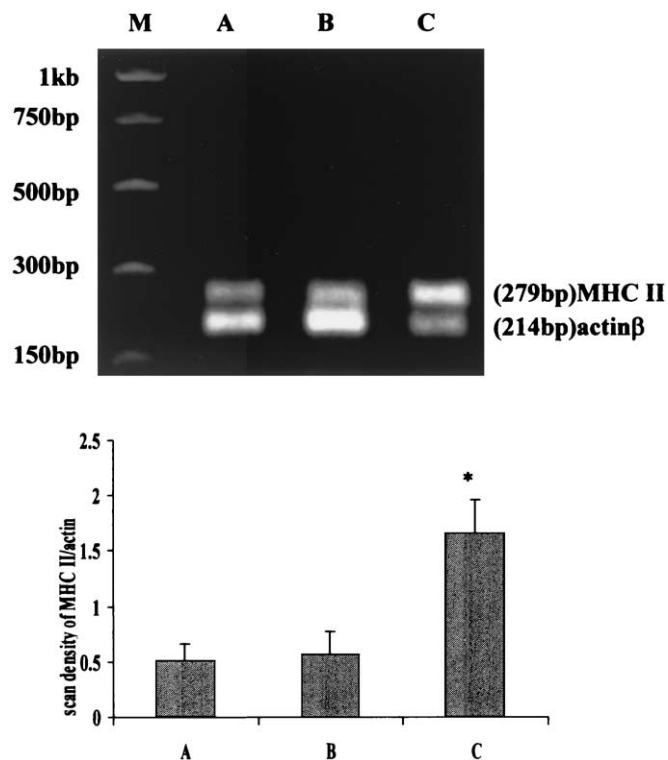 M A B C
1kb
750bp
500bp
300bp
(279bp)MHC II
(214bp)actinβ
150bp
2.5
2
1.5
1
0.5
0
scan density of MHC II/actin
*
A B C